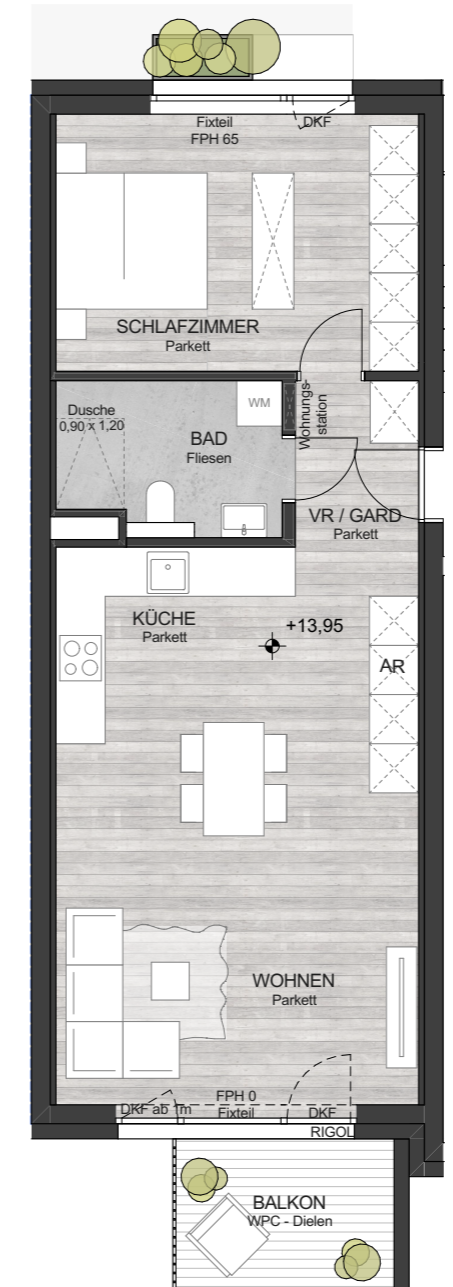 Fixteil DKF
FPH 65
SCHLAFZIMMER
Parkett
Dusche
0,90 x 1,20
WM
BAD
Fliesen
Wohnungs-
station
VR / GARD
Parkett
KÜCHE
Parkett
+13,95
AR
WOHNEN
Parkett
FPH 0
DKF ab 1m Fixteil DKF
RIGOL
BALKON
WPC - Dielen